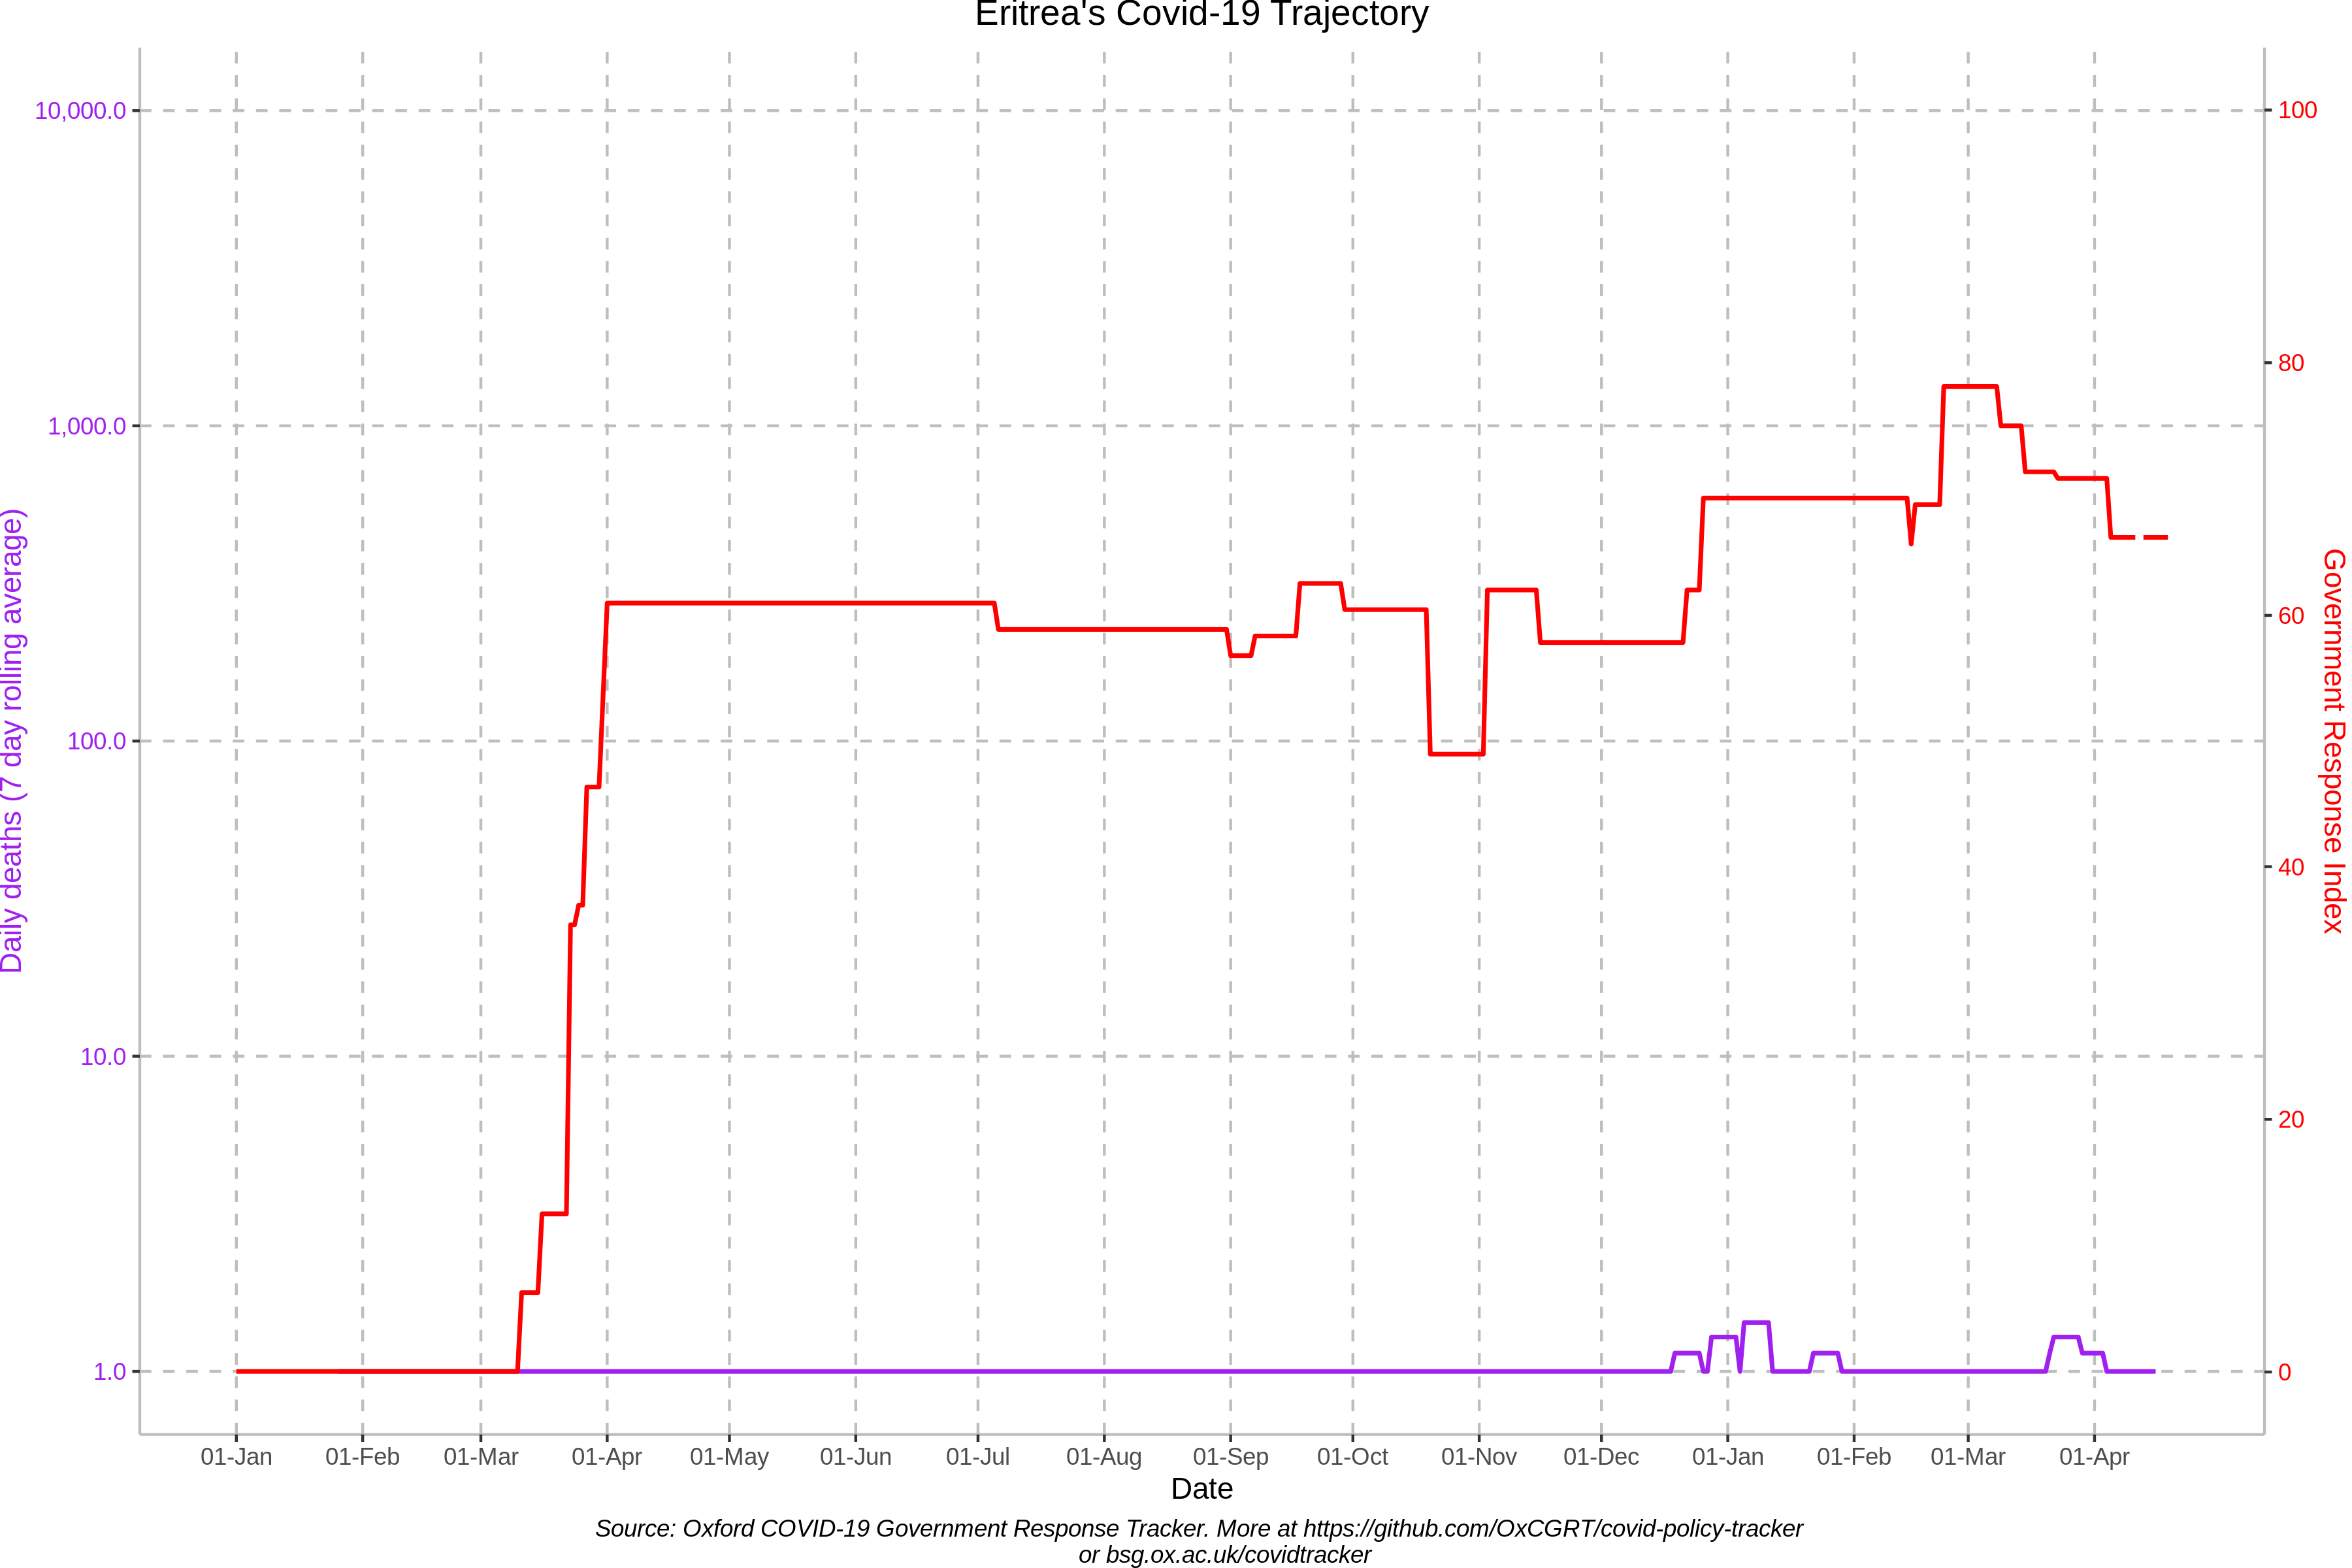 Eritrea's Covid-19 Trajectory
10,000.0
1,000.0
100.0
10.0
1.0
Daily deaths (7 day rolling average)
100
80
60
40
20
0
Government Response Index
01-Jan 01-Feb 01-Mar 01-Apr 01-May 01-Jun 01-Jul 01-Aug 01-Sep 01-Oct 01-Nov 01-Dec 01-Jan 01-Feb 01-Mar 01-Apr
Date
Source: Oxford COVID-19 Government Response Tracker. More at https://github.com/OxCGRT/covid-policy-tracker
or bsg.ox.ac.uk/covidtracker